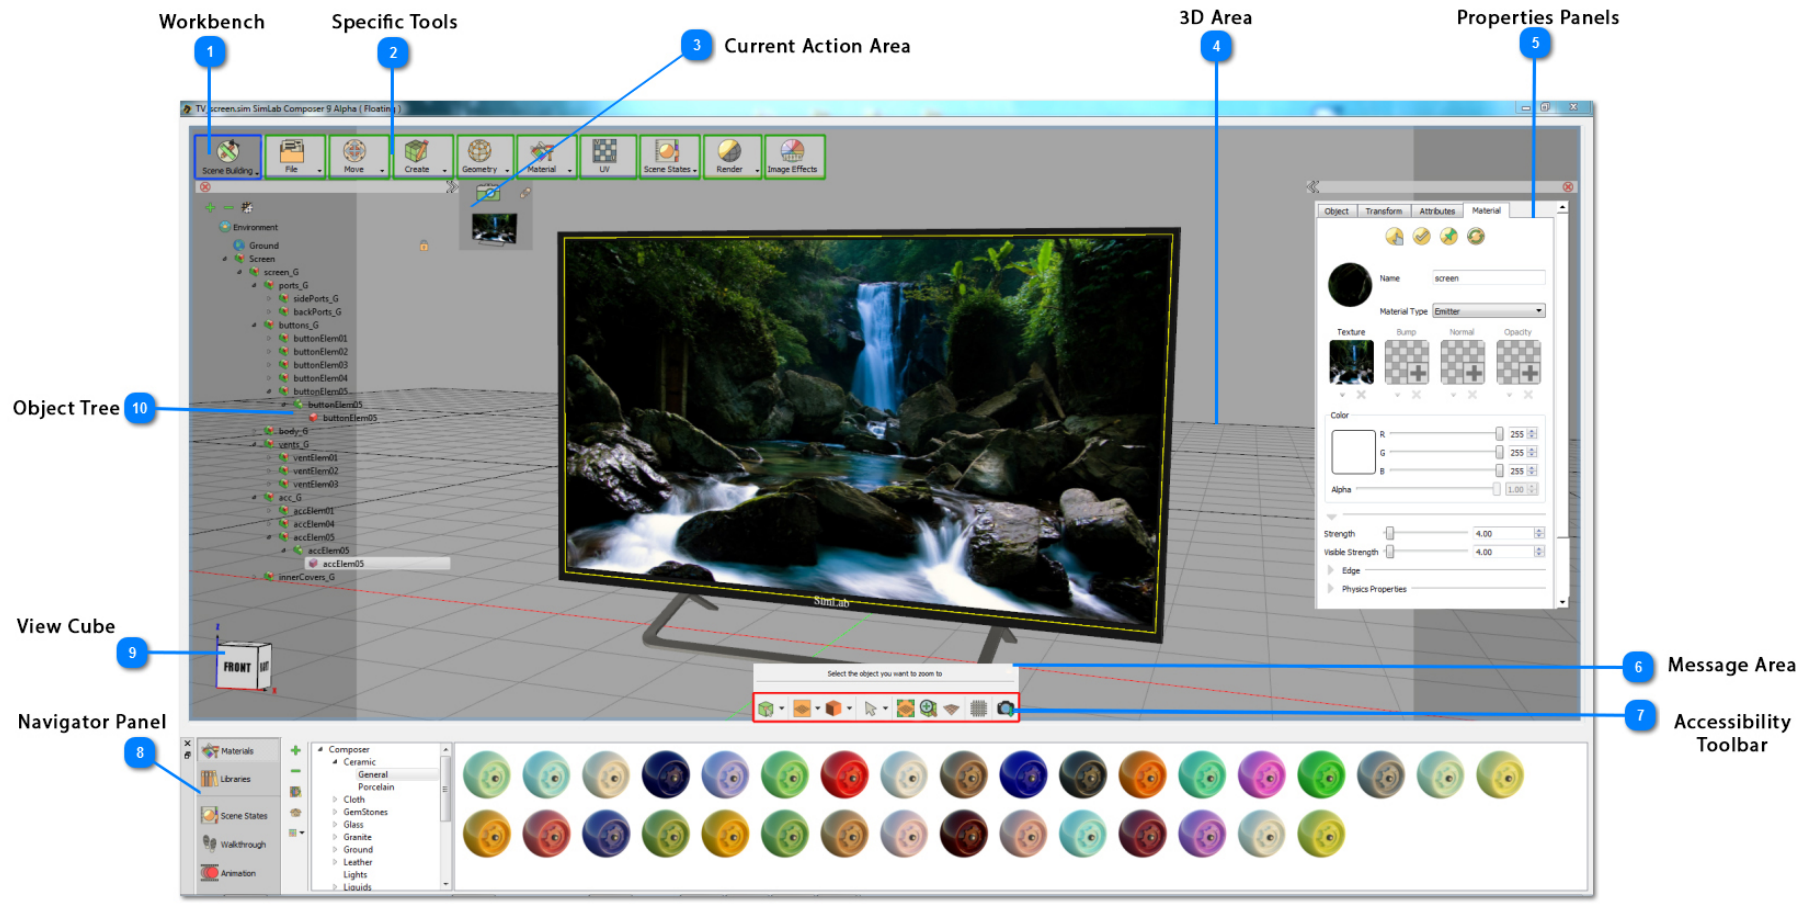 Workbench
Specific Tools
3D Area
Properties Panels
1
2
3
Current Action Area
4
5
TV_screen.sim SimLab Composer 9 Alpha ( Floating )
Scene Building
File
Move
Create
Geometry
Material
UV
Scene States
Render
Image Effects
Environment
Ground
Screen
screen_G
ports_G
sidePorts_G
backPorts_G
buttons_G
buttonElem01
buttonElem02
buttonElem03
buttonElem04
buttonElem05
buttonElem05
buttonElem05
body_G
vents_G
ventElem01
ventElem02
ventElem03
acc_G
accElem01
accElem04
accElem05
accElem05
accElem05
innerCovers_G
Object Transform Attributes Material
Name screen
Material Type Emitter
Texture Bump Normal Opacity
Color
R 255
G 255
B 255
Alpha 1.00
Strength 4.00
Visible Strength 4.00
Edge
Physics Properties
Object Tree 10
SimLab
View Cube
9
Z
FRONT
X
Select the object you want to zoom to
6 Message Area
7 Accessibility
Toolbar
Navigator Panel
8
Materials
Libraries
Scene States
Walkthrough
Animation
Composer
Ceramic
General
Porcelain
Cloth
GemStones
Glass
Granite
Ground
Leather
Lights
Liquids